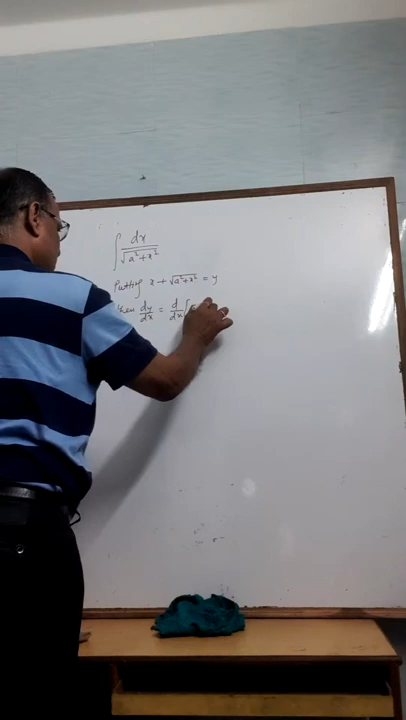 ∫ dx / √(a²+x²)
Putting x + √(a²+x²) = y
then dy/dx = d/dx [